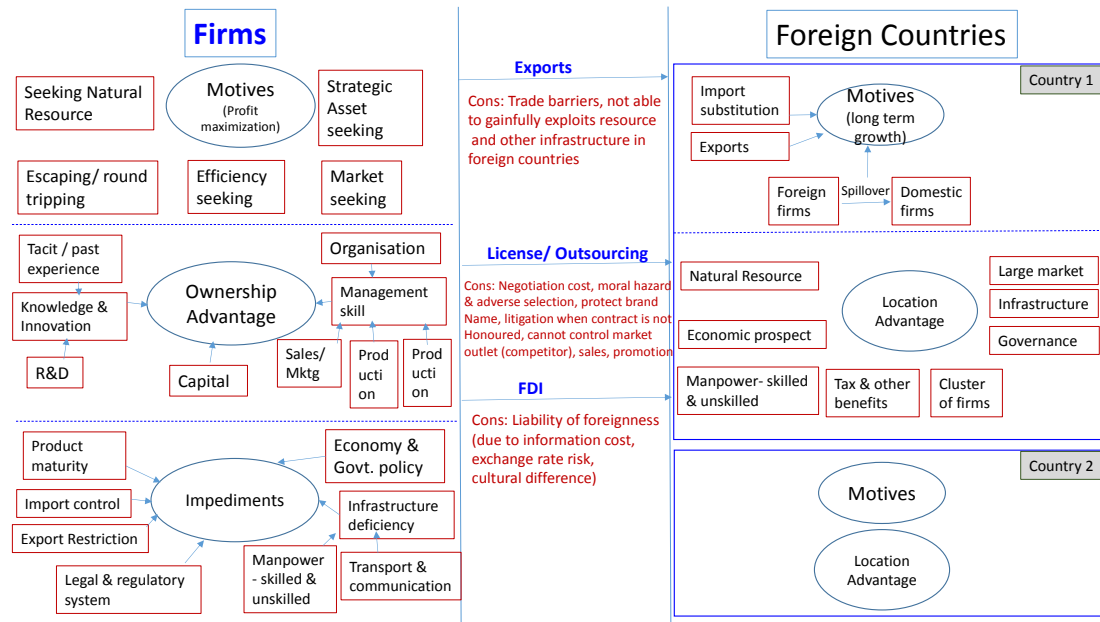 Firms
Seeking Natural
Resource
Motives
(Profit
maximization)
Strategic
Asset
seeking
Escaping/ round
tripping
Efficiency
seeking
Market
seeking
Tacit / past
experience
Knowledge &
Innovation
R&D
Ownership
Advantage
Capital
Organisation
Management
skill
Sales/
Mktg
Prod
ucti
on
Prod
ucti
on
Product
maturity
Import control
Export Restriction
Legal & regulatory
system
Impediments
Economy &
Govt. policy
Infrastructure
deficiency
Manpower
- skilled &
unskilled
Transport &
communication
Exports
Cons: Trade barriers, not able
to gainfully exploits resource
and other infrastructure in
foreign countries
License/ Outsourcing
Cons: Negotiation cost, moral hazard
& adverse selection, protect brand
Name, litigation when contract is not
Honoured, cannot control market
outlet (competitor), sales, promotion
FDI
Cons: Liability of foreignness
(due to information cost,
exchange rate risk,
cultural difference)
Foreign Countries
Country 1
Import
substitution
Exports
Motives
(long term
growth)
Foreign
firms
Spillover
Domestic
firms
Natural Resource
Economic prospect
Manpower- skilled
& unskilled
Tax & other
benefits
Cluster
of firms
Location
Advantage
Large market
Infrastructure
Governance
Country 2
Motives
Location
Advantage